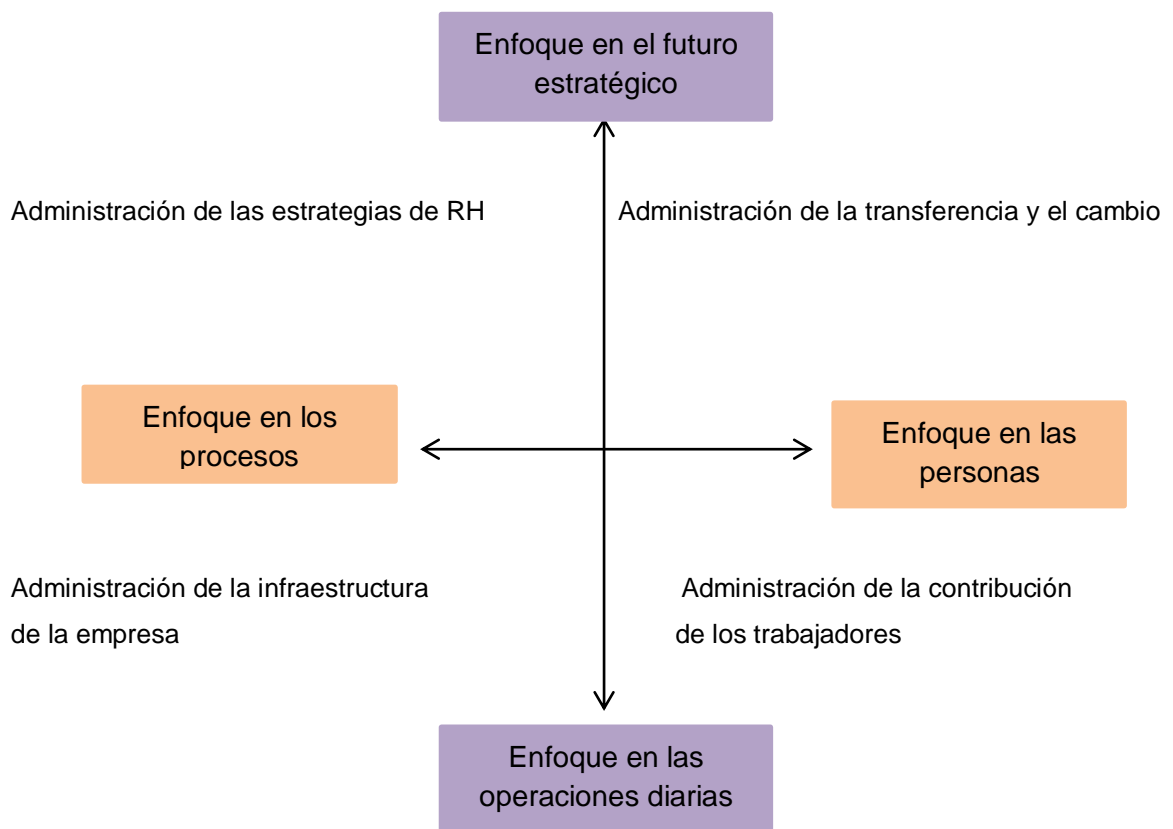 Enfoque en el futuro
estratégico
Administración de las estrategias de RH
Administración de la transferencia y el cambio
Enfoque en los
procesos
Enfoque en las
personas
Administración de la infraestructura
de la empresa
Administración de la contribución
de los trabajadores
Enfoque en las
operaciones diarias